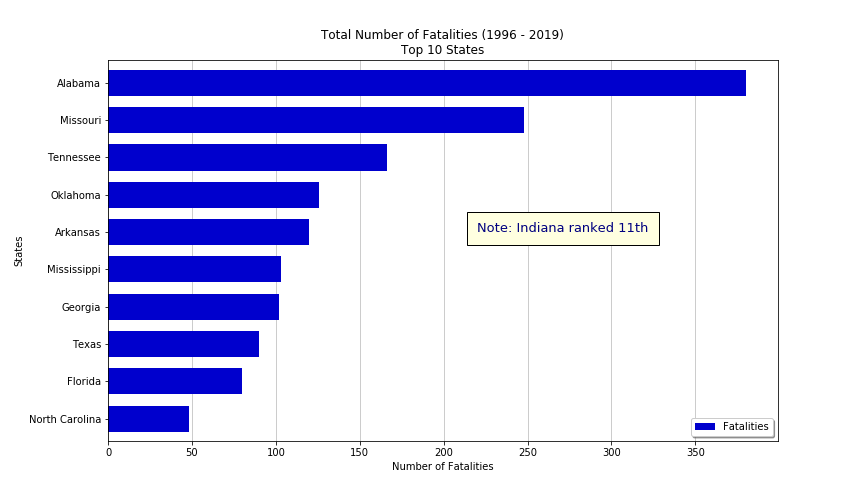 Total Number of Fatalities (1996 - 2019)
Top 10 States
States
Alabama
Missouri
Tennessee
Oklahoma
Arkansas
Mississippi
Georgia
Texas
Florida
North Carolina
Note: Indiana ranked 11th
Fatalities
0 50 100 150 200 250 300 350
Number of Fatalities